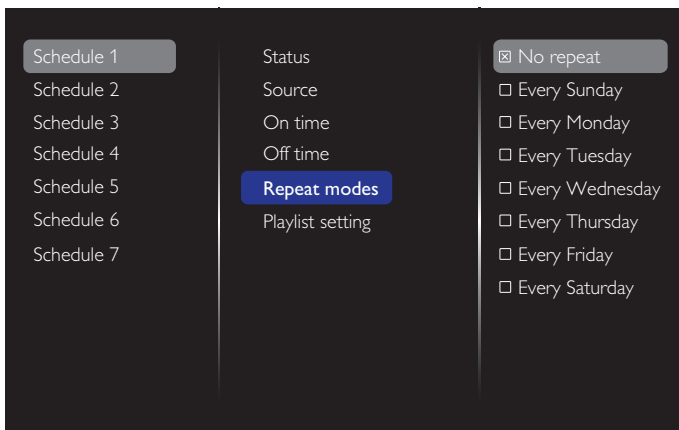 Schedule 1
Schedule 2
Schedule 3
Schedule 4
Schedule 5
Schedule 6
Schedule 7
Status
Source
On time
Off time
Repeat modes
Playlist setting
No repeat
Every Sunday
Every Monday
Every Tuesday
Every Wednesday
Every Thursday
Every Friday
Every Saturday